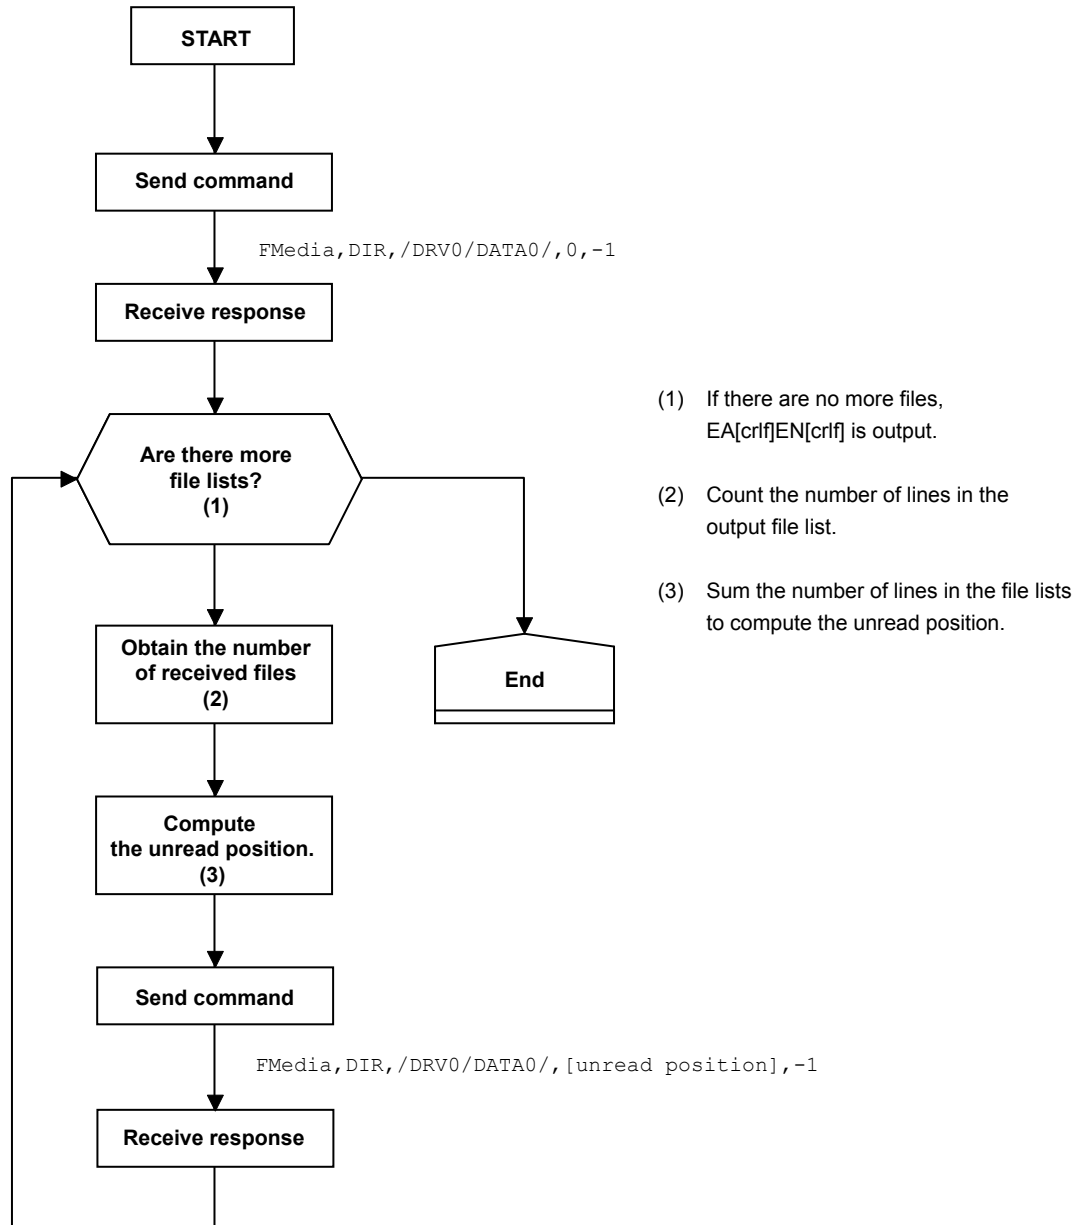 START
Send command
FMedia,DIR,/DRV0/DATA0/,0,-1
Receive response
Are there more
file lists?
(1)
Obtain the number
of received files
(2)
End
Compute
the unread position.
(3)
Send command
FMedia,DIR,/DRV0/DATA0/,[unread position],-1
Receive response
(1) If there are no more files,
EA[crlf]EN[crlf] is output.
(2) Count the number of lines in the
output file list.
(3) Sum the number of lines in the file lists
to compute the unread position.